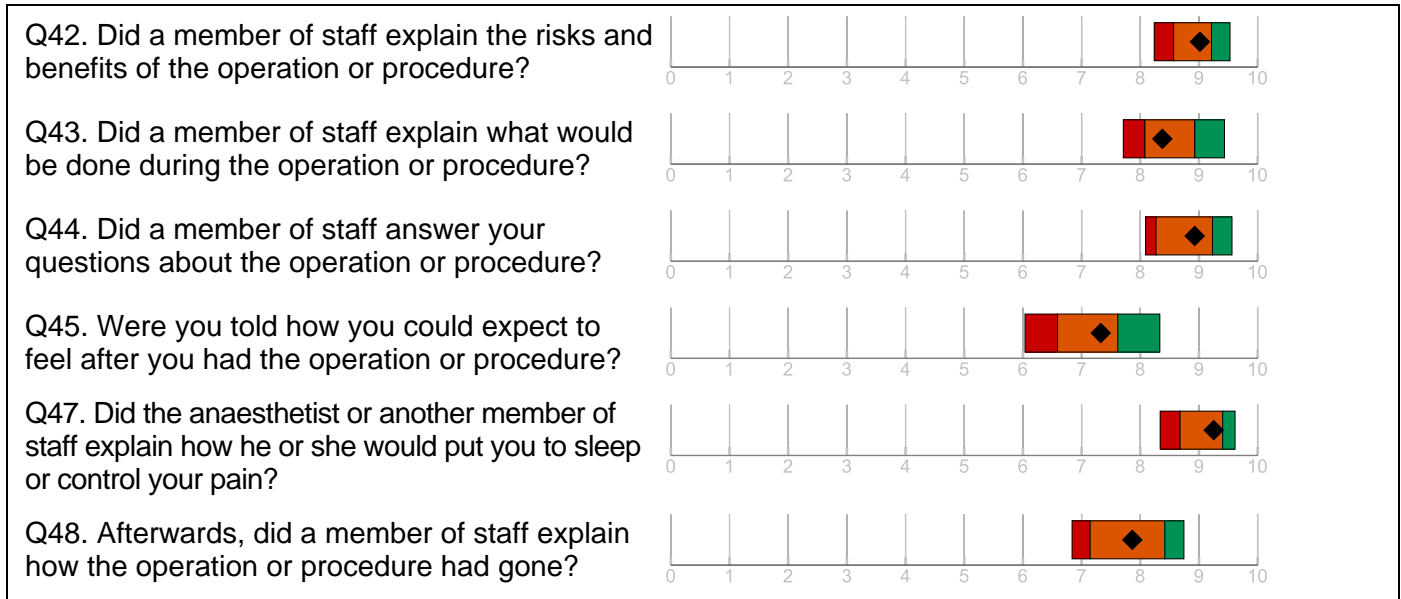 Q42. Did a member of staff explain the risks and
benefits of the operation or procedure?
0 1 2 3 4 5 6 7 8 9 10
Q43. Did a member of staff explain what would
be done during the operation or procedure?
0 1 2 3 4 5 6 7 8 9 10
Q44. Did a member of staff answer your
questions about the operation or procedure?
0 1 2 3 4 5 6 7 8 9 10
Q45. Were you told how you could expect to
feel after you had the operation or procedure?
0 1 2 3 4 5 6 7 8 9 10
Q47. Did the anaesthetist or another member of
staff explain how he or she would put you to sleep
or control your pain?
0 1 2 3 4 5 6 7 8 9 10
Q48. Afterwards, did a member of staff explain
how the operation or procedure had gone?
0 1 2 3 4 5 6 7 8 9 10